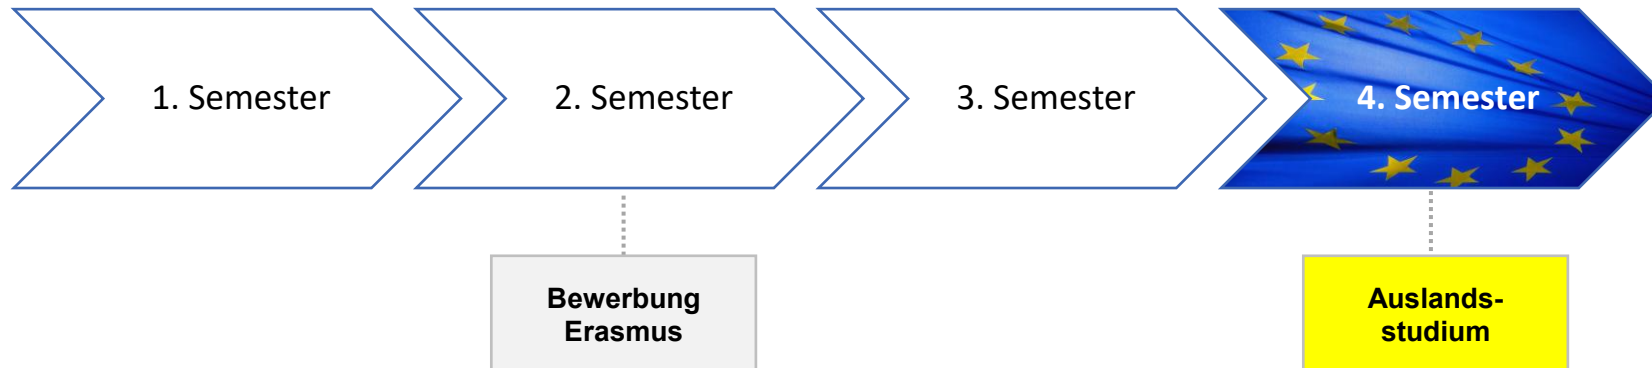 1. Semester
2. Semester
3. Semester
4. Semester
Bewerbung
Erasmus
Auslands-
studium